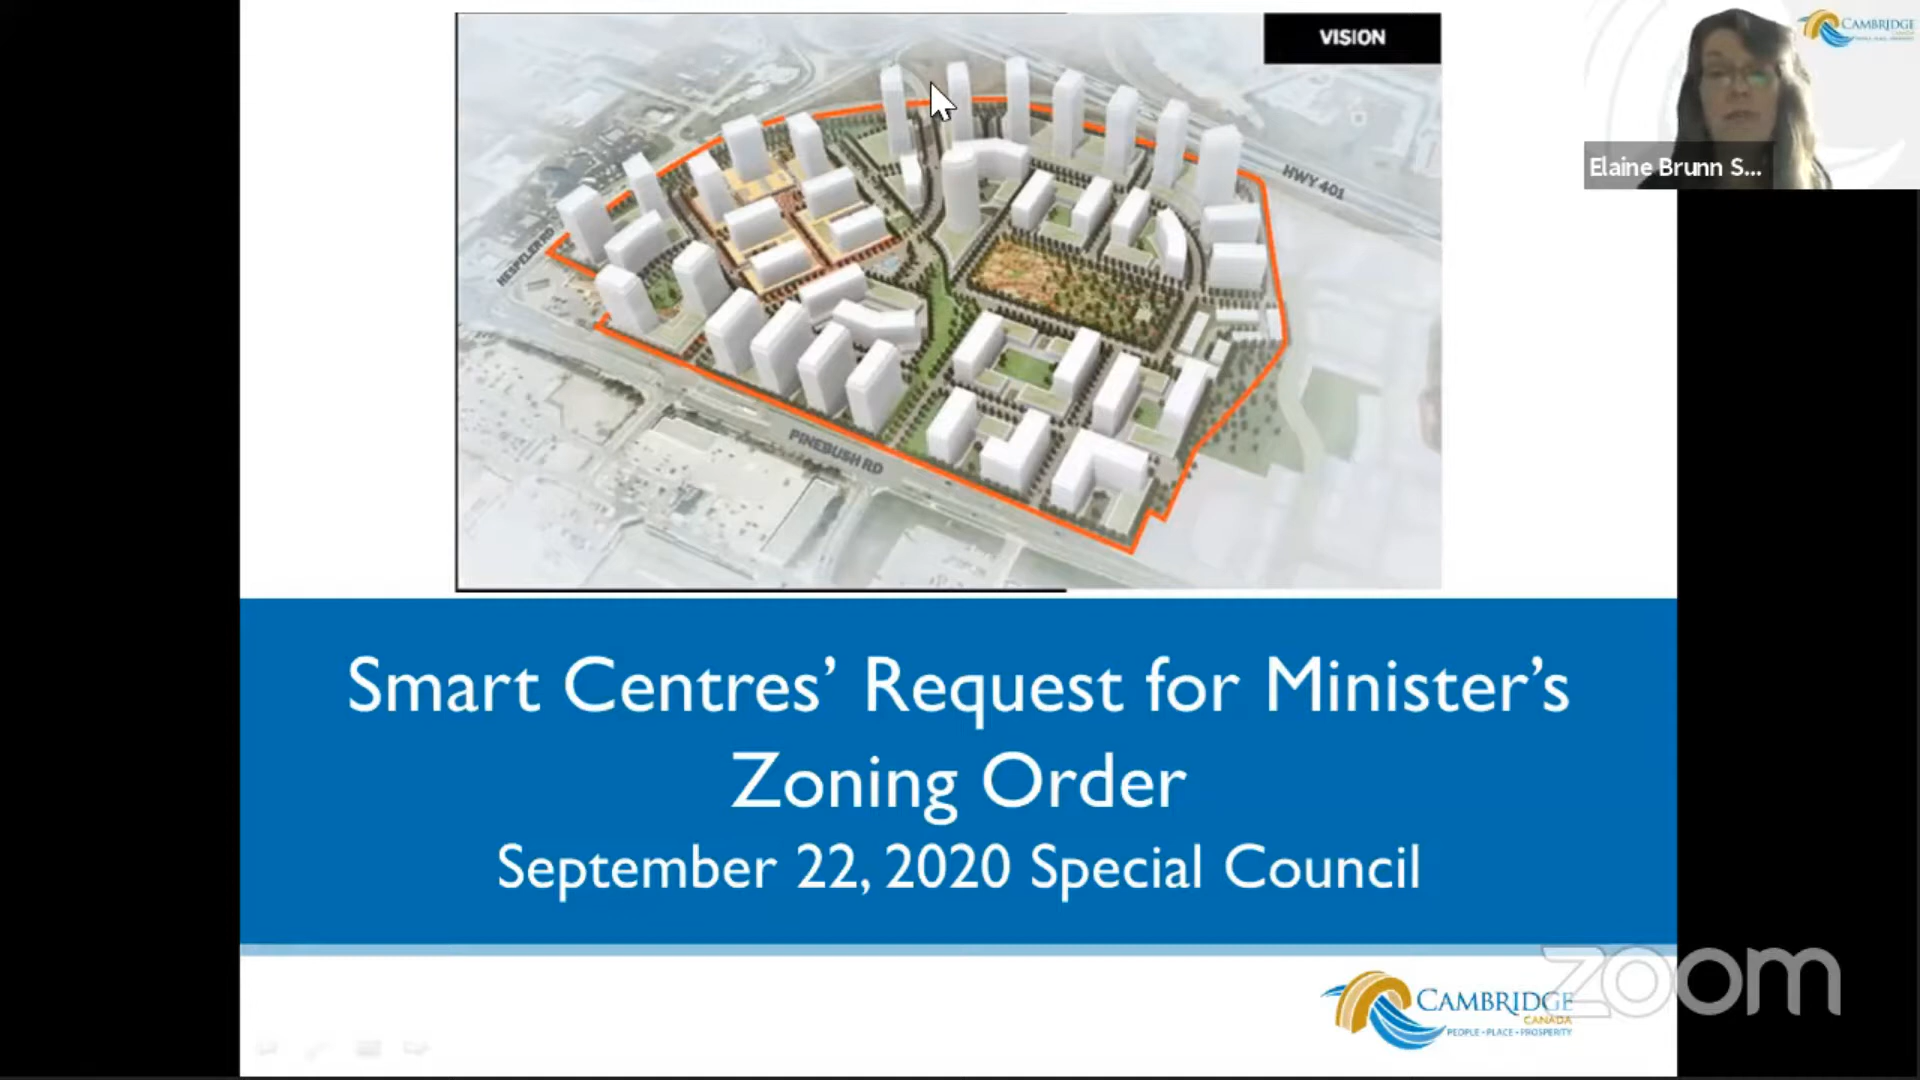 VISION
CAMBRIDGE
CANADA
Elaine Brunn S...
HWY 401
HESPELER RD
PINEBUSH RD
Smart Centres’ Request for Minister’s
Zoning Order
September 22, 2020 Special Council
zoom
CAMBRIDGE
CANADA
PEOPLE • PLACE • PROSPERITY